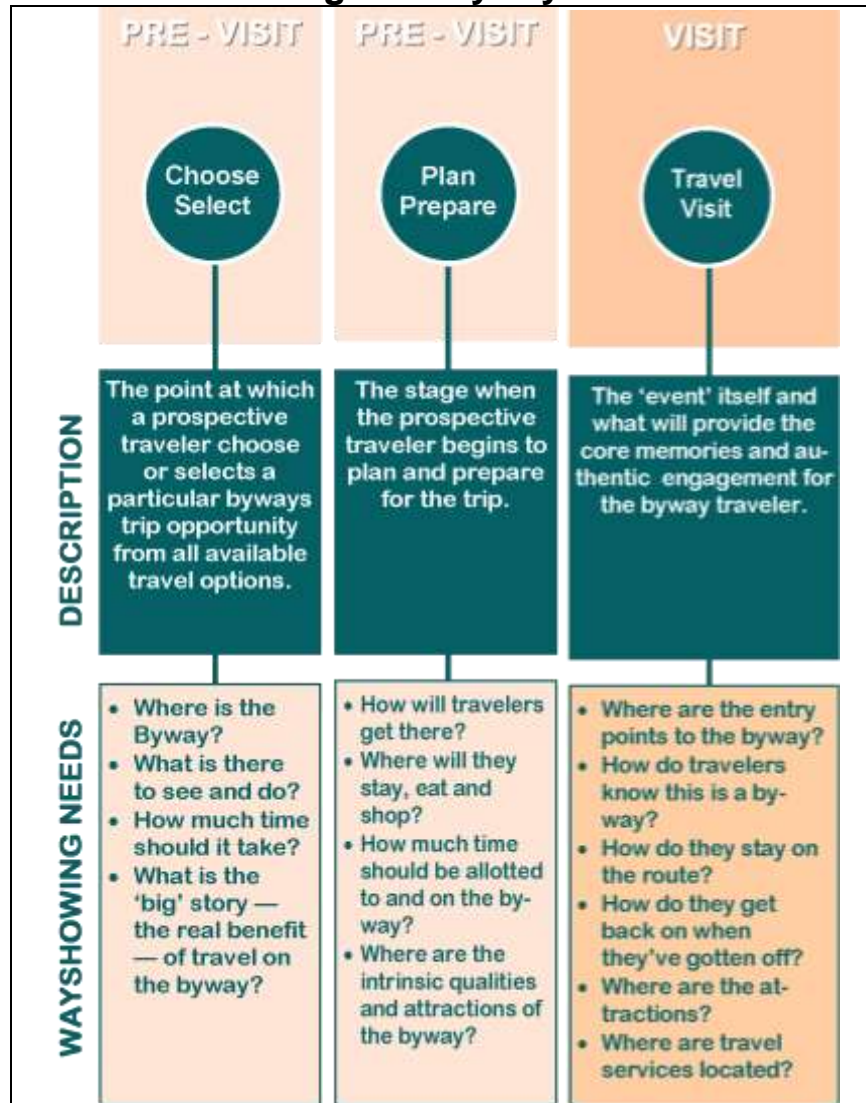 PRE - VISIT
PRE - VISIT
VISIT
Choose
Select
Plan
Prepare
Travel
Visit
DESCRIPTION
The point at which
a prospective
traveler choose
or selects a
particular byways
trip opportunity
from all available
travel options.
The stage when
the prospective
traveler begins to
plan and prepare
for the trip.
The ‘event’ itself and
what will provide the
core memories and au-
thentic engagement for
the byway traveler.
WAYSHOWING NEEDS
• Where is the
Byway?
• What is there
to see and do?
• How much time
should it take?
• What is the
‘big’ story —
the real benefit
— of travel on
the byway?
• How will travelers
get there?
• Where will they
stay, eat and
shop?
• How much time
should be allotted
to and on the by-
way?
• Where are the
intrinsic qualities
and attractions of
the byway?
• Where are the entry
points to the byway?
• How do travelers
know this is a by-
way?
• How do they stay on
the route?
• How do they get
back on when
they’ve gotten off?
• Where are the at-
tractions?
• Where are travel
services located?